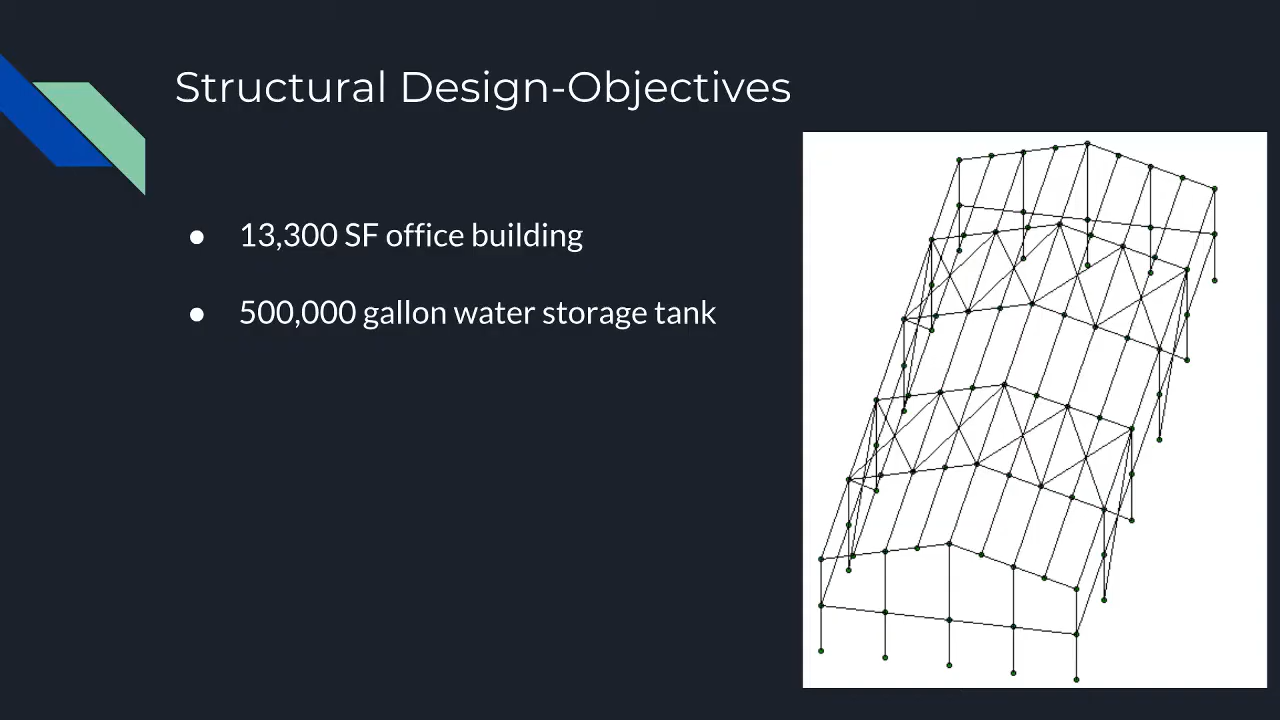 Structural Design-Objectives
● 13,300 SF office building
● 500,000 gallon water storage tank